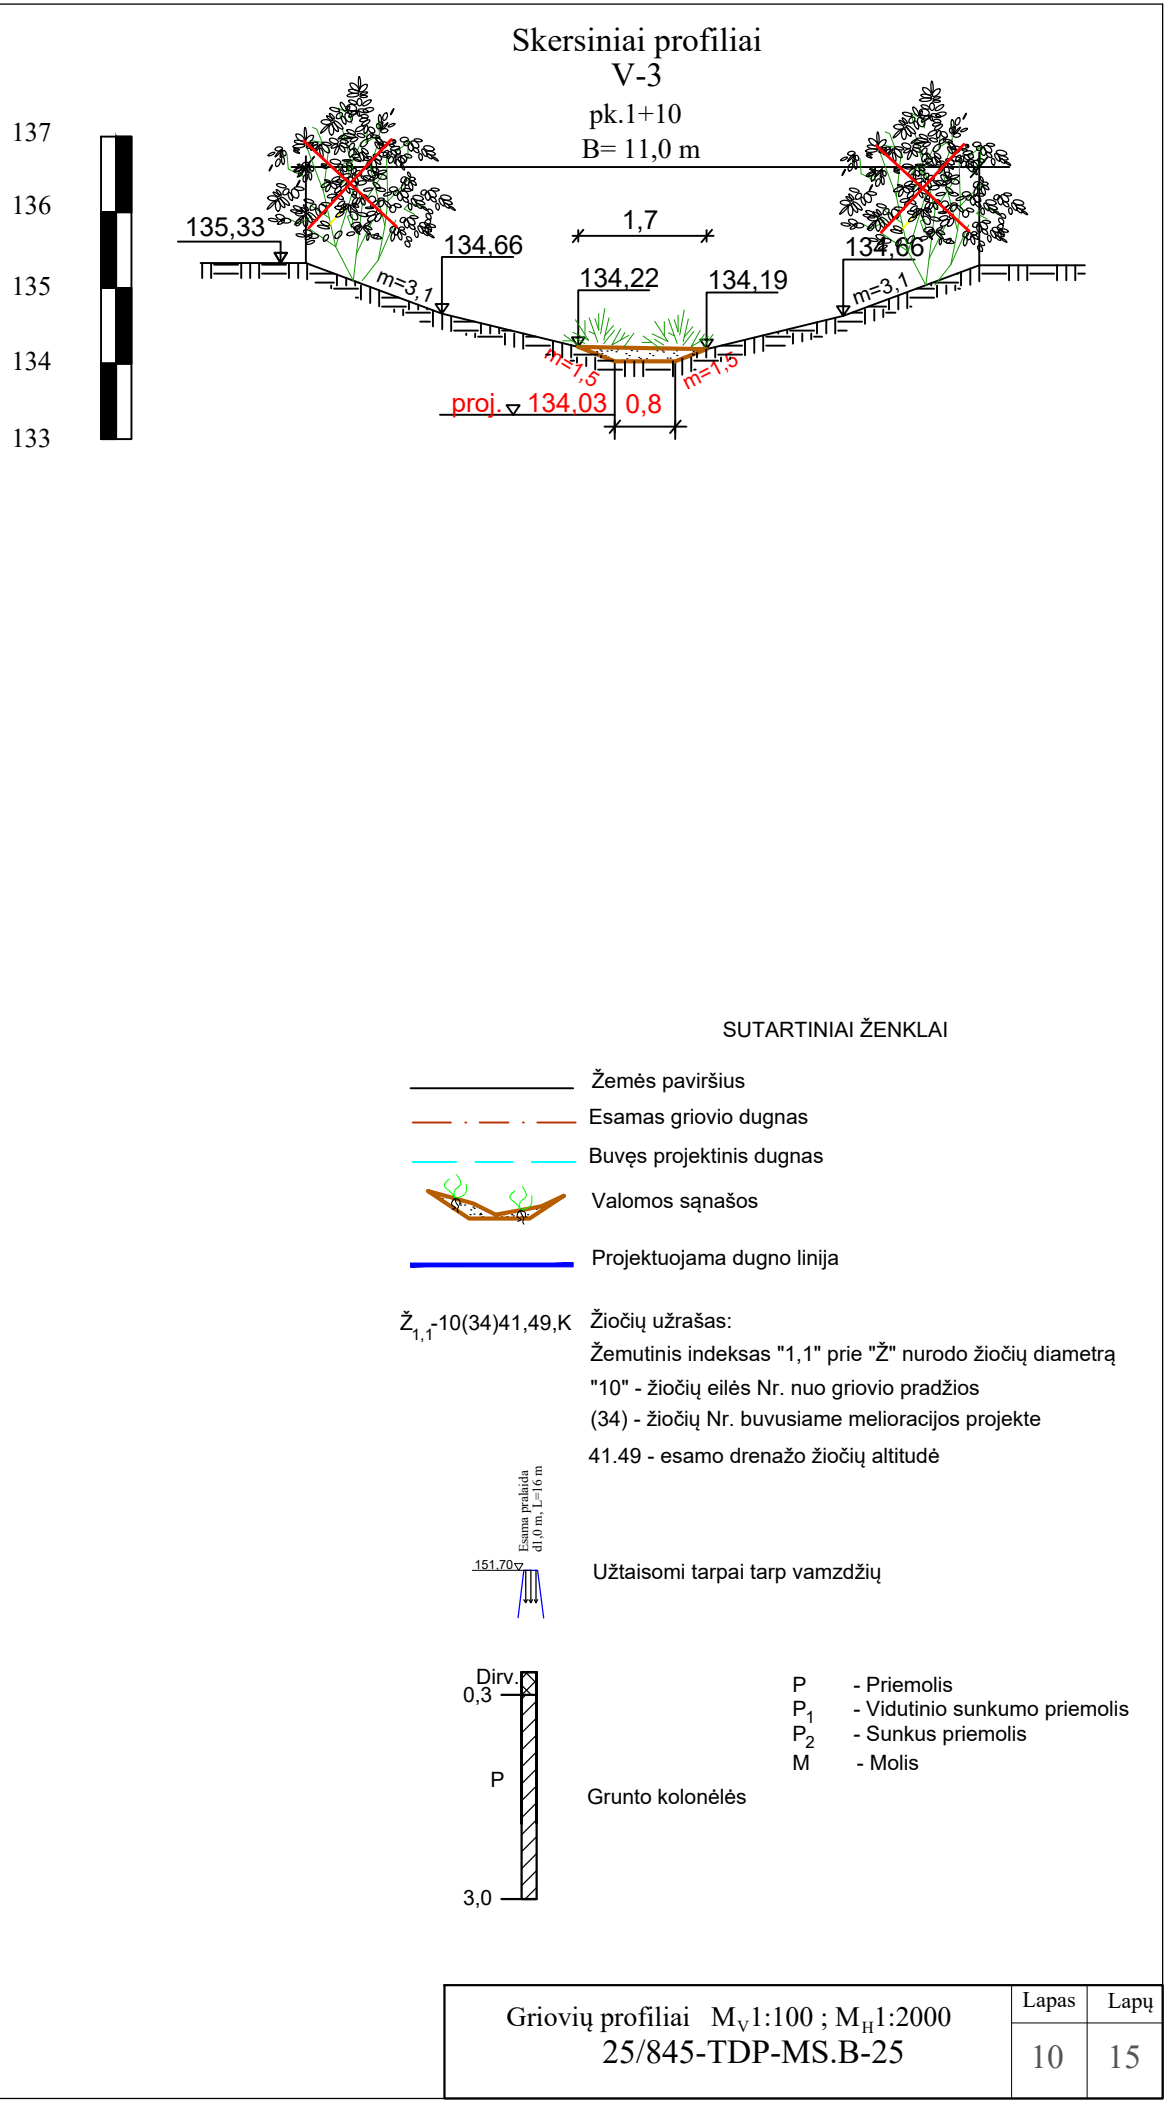 Skersiniai profiliai
V-3
pk.1+10
B= 11,0 m
137
136
135
134
133
135,33
134,66
1,7
134,22
134,19
134,66
m=3,1
m=3,1
m=1,5
m=1,5
proj. 134,03
0,8
SUTARTINIAI ŽENKLAI
Žemės paviršius
Esamas griovio dugnas
Buvęs projektinis dugnas
Valomos sąnašos
Projektuojama dugno linija
Ž1,1-10(34)41,49,K
Žiočių užrašas:
Žemutinis indeksas "1,1" prie "Ž" nurodo žiočių diametrą
"10" - žiočių eilės Nr. nuo griovio pradžios
(34) - žiočių Nr. buvusiame melioracijos projekte
41.49 - esamo drenažo žiočių altitudė
Esama pralaida
d1,0 m, L=16 m
151,70
Užtaisomi tarpai tarp vamzdžių
Dirv.
0,3
P
3,0
Grunto kolonėlės
P - Priemolis
P1 - Vidutinio sunkumo priemolis
P2 - Sunkus priemolis
M - Molis
Griovių profiliai MV1:100 ; MH1:2000
25/845-TDP-MS.B-25
Lapas Lapų
10 15